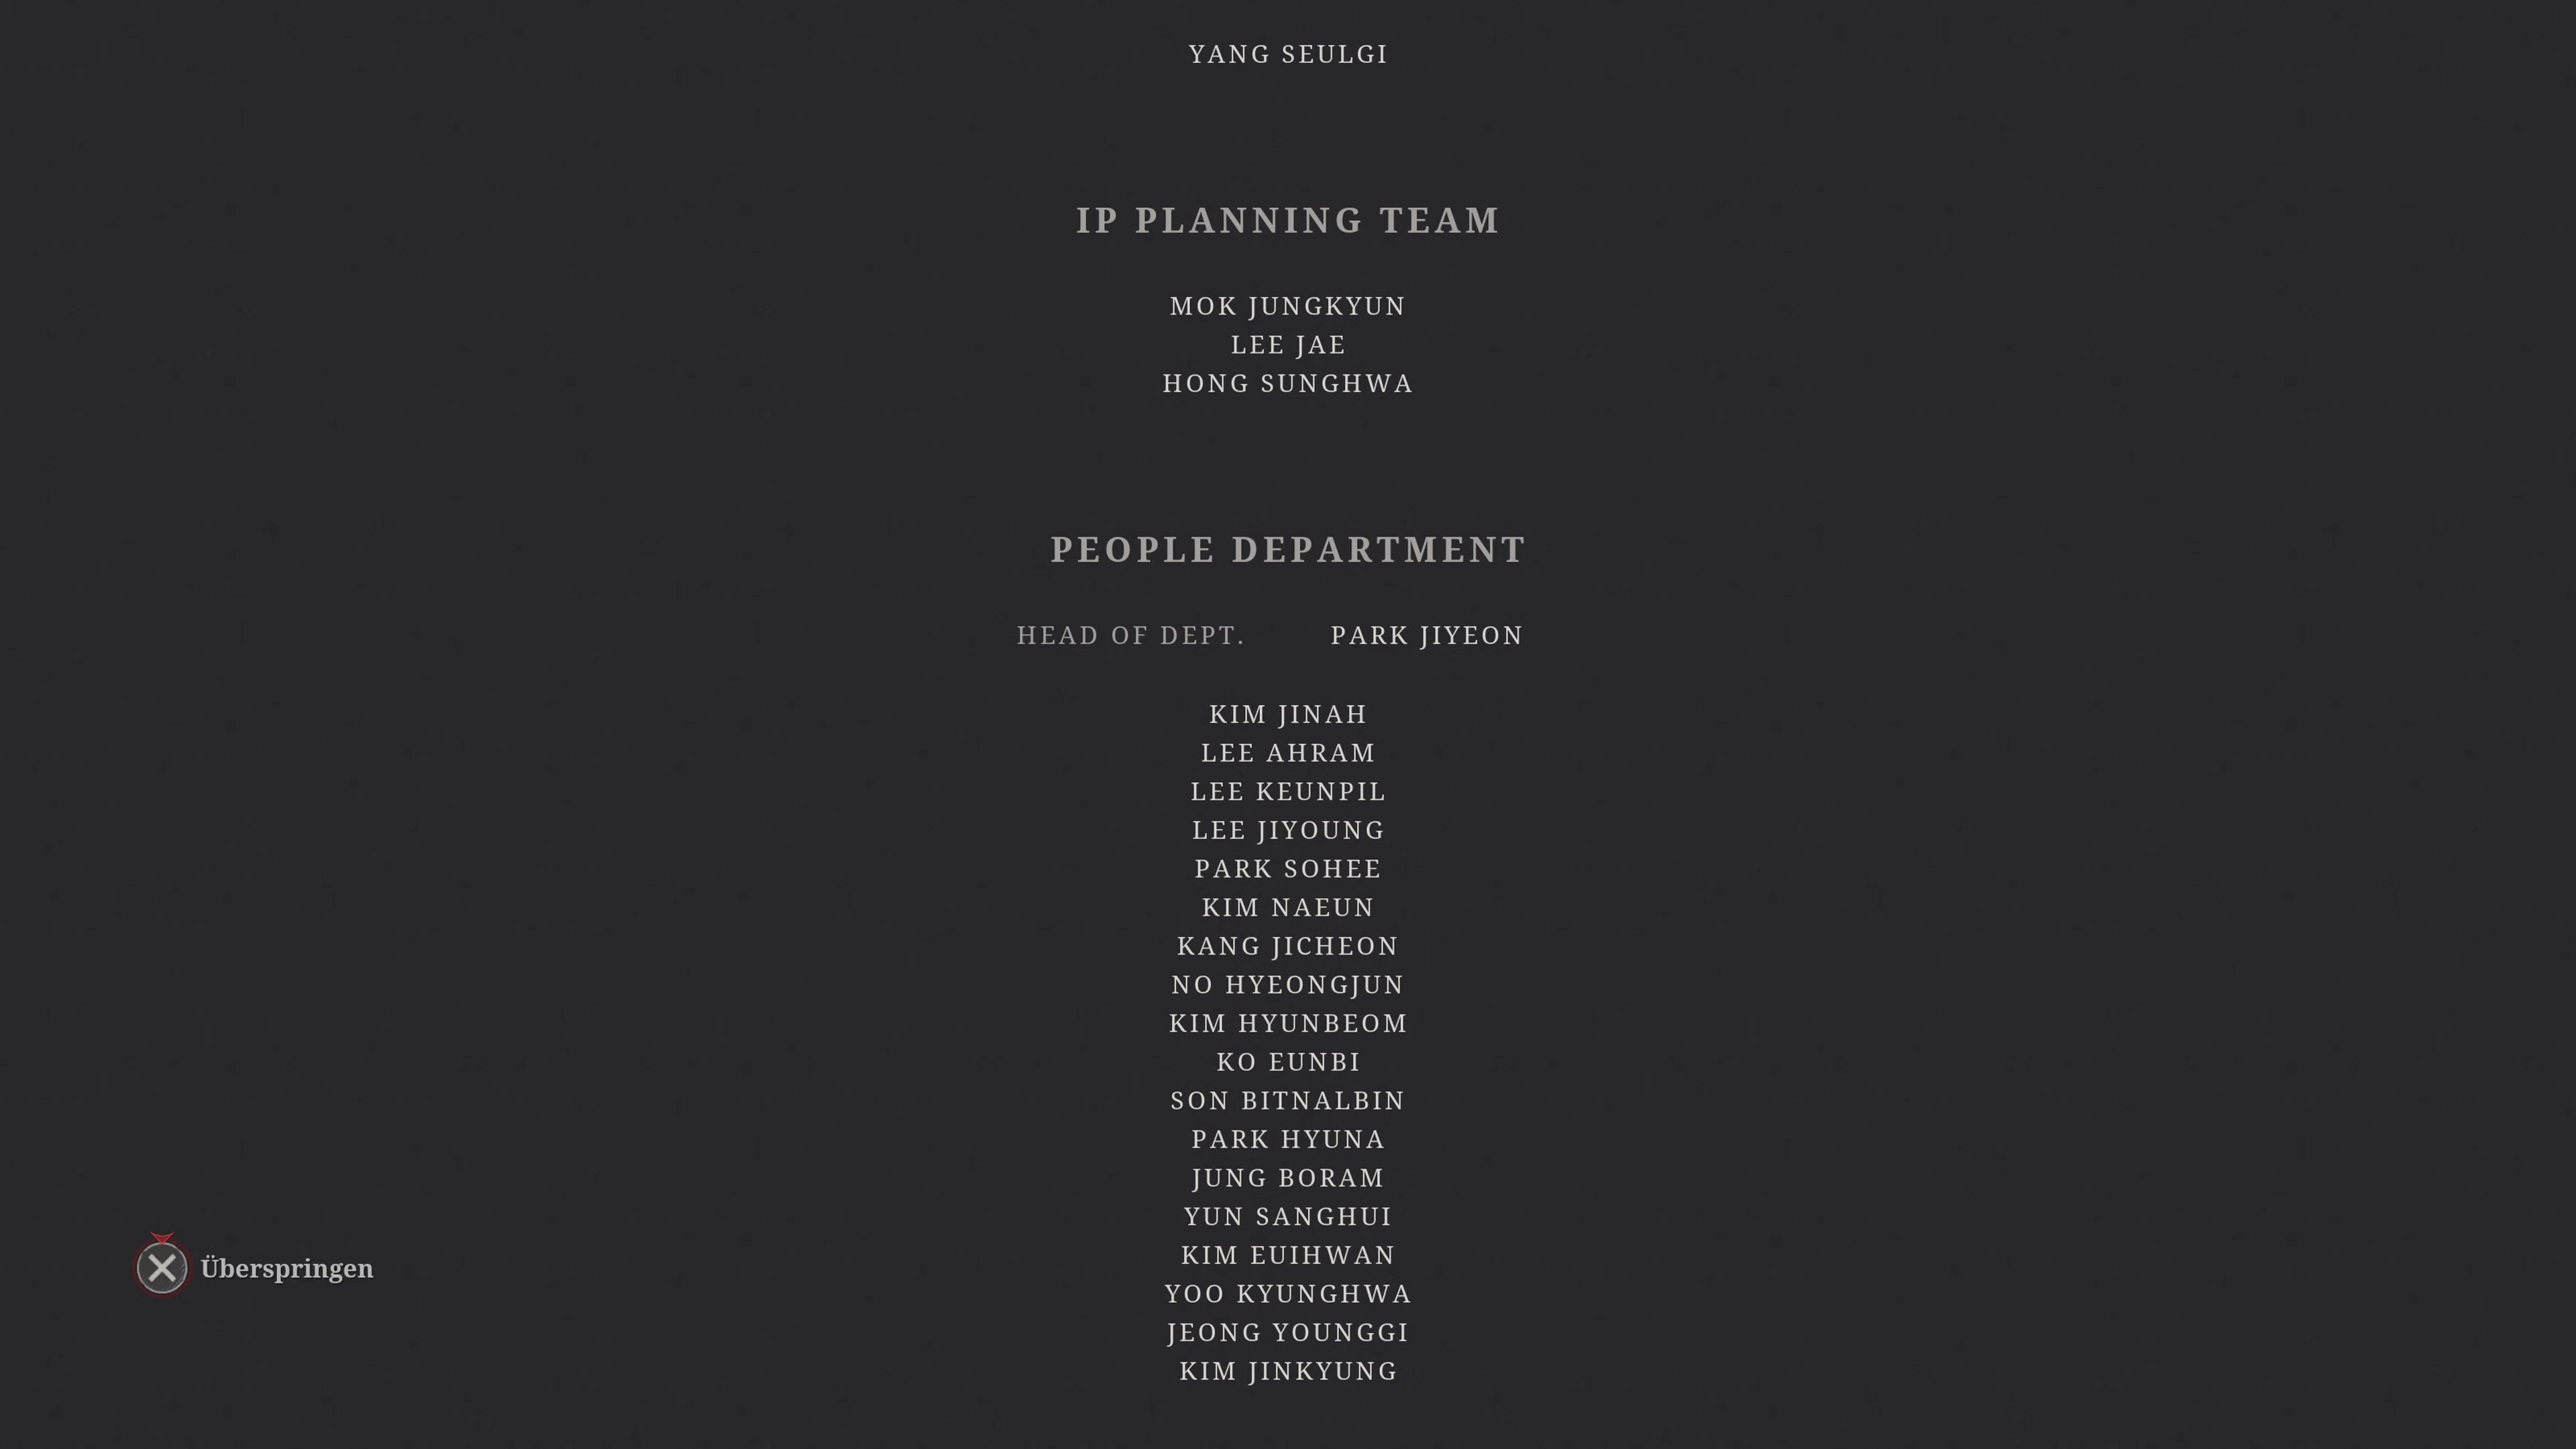 YANG SEULGI
IP PLANNING TEAM
MOK JUNGKYUN
LEE JAE
HONG SUNGHWA
PEOPLE DEPARTMENT
HEAD OF DEPT. PARK JIYEON
KIM JINAH
LEE AHRAM
LEE KEUNPIL
LEE JIYOUNG
PARK SOHEE
KIM NAEUN
KANG JICHEON
NO HYEONGJUN
KIM HYUNBEOM
KO EUNBI
SON BITNALBIN
PARK HYUNA
JUNG BORAM
YUN SANGHUI
KIM EUIHWAN
YOO KYUNGHWA
JEONG YOUNGGI
KIM JINKYUNG
Überspringen